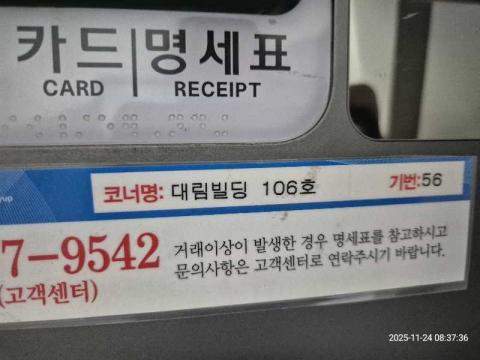 카드 명세표
CARD RECEIPT
코너명: 대림빌딩 106호 기번:56
7-9542
(고객센터)
거래이상이 발생한 경우 명세표를 참고하시고
문의사항은 고객센터로 연락주시기 바랍니다.
2025-11-24 08:37:36